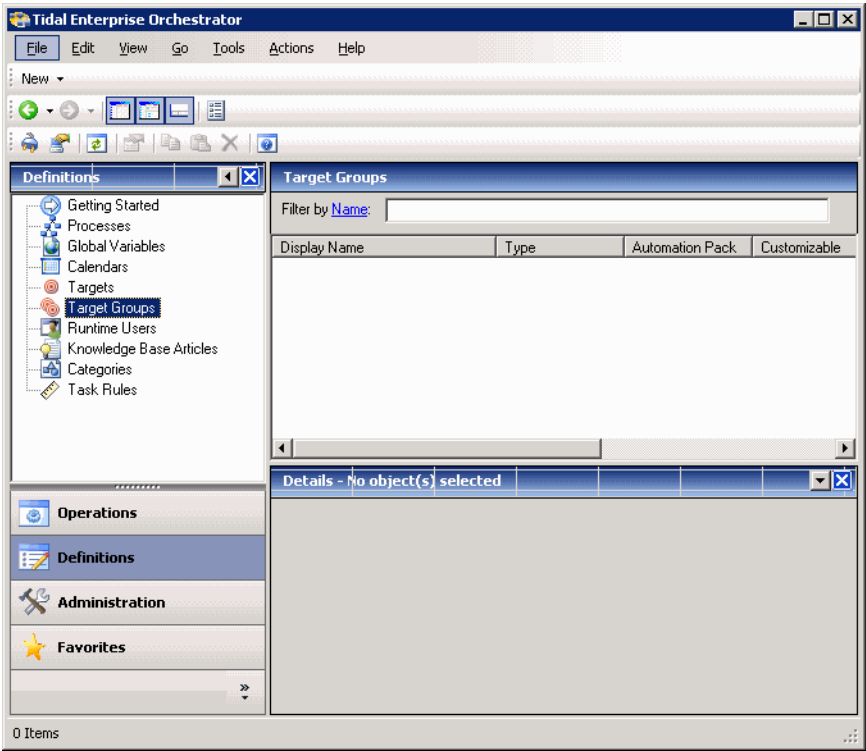 Tidal Enterprise Orchestrator
File Edit View Go Tools Actions Help
New
Definitions
Getting Started
Processes
Global Variables
Calendars
Targets
Target Groups
Runtime Users
Knowledge Base Articles
Categories
Task Rules
Operations
Definitions
Administration
Favorites
Target Groups
Filter by Name:
Display Name Type Automation Pack Customizable
Details - No object(s) selected
0 Items